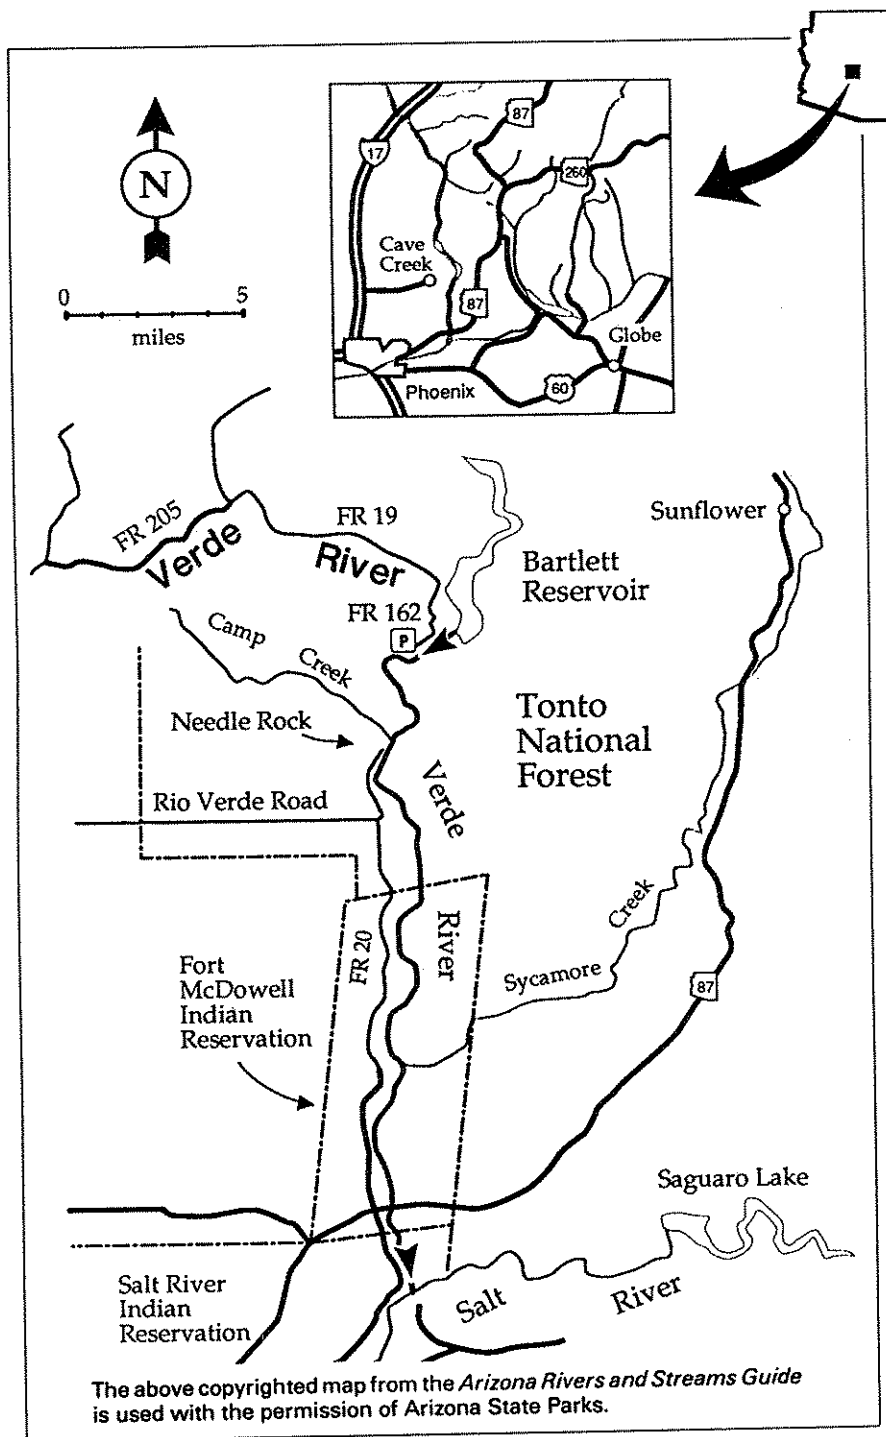 N
0 5
miles
17
87
260
Cave
Creek
87
Globe
Phoenix
60
FR 205
Verde
River
FR 19
FR 162
P
Bartlett
Reservoir
Sunflower
Camp
Creek
Needle Rock
Tonto
National
Forest
Verde
River
Rio Verde Road
FR 20
Sycamore
Creek
87
Fort
McDowell
Indian
Reservation
Saguaro Lake
Salt River
Indian
Reservation
Salt
River
The above copyrighted map from the Arizona Rivers and Streams Guide
is used with the permission of Arizona State Parks.